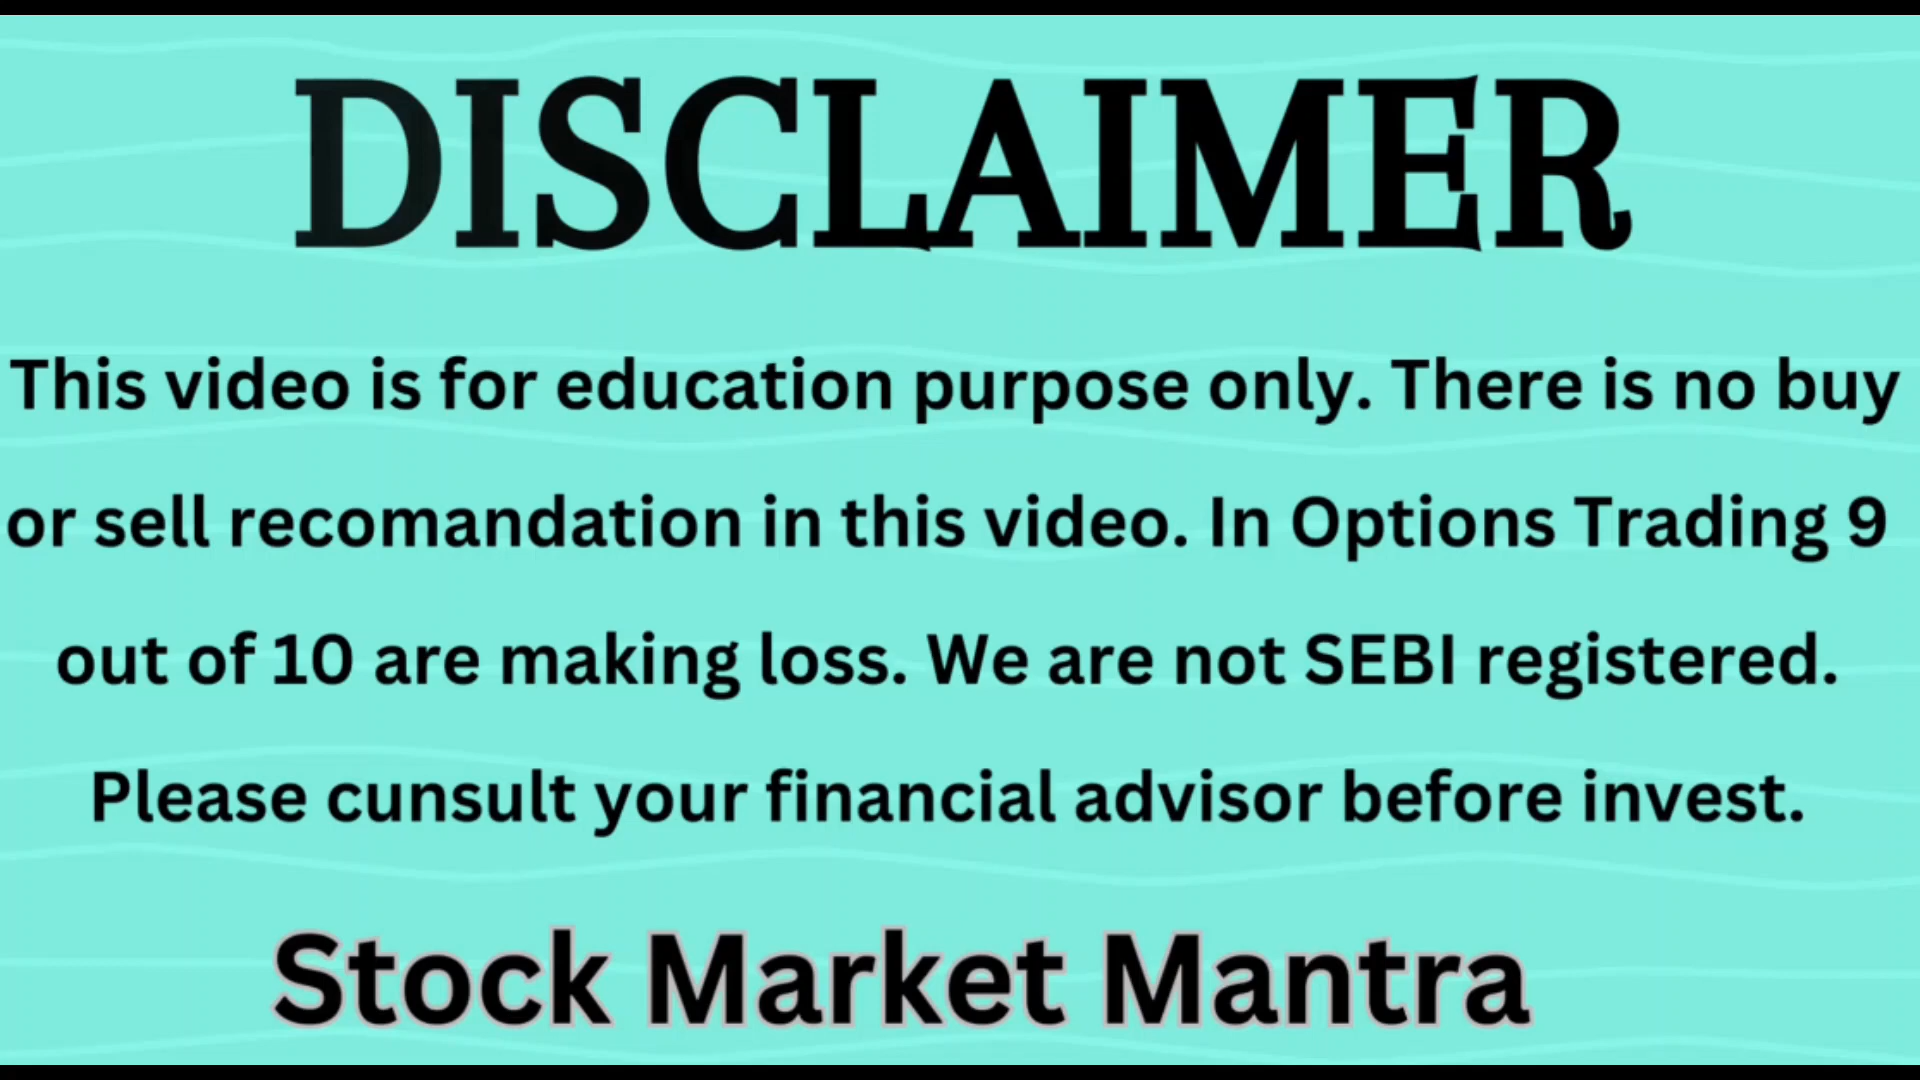 DISCLAIMER
This video is for education purpose only. There is no buy
or sell recomandation in this video. In Options Trading 9
out of 10 are making loss. We are not SEBI registered.
Please cunsult your financial advisor before invest.
Stock Market Mantra